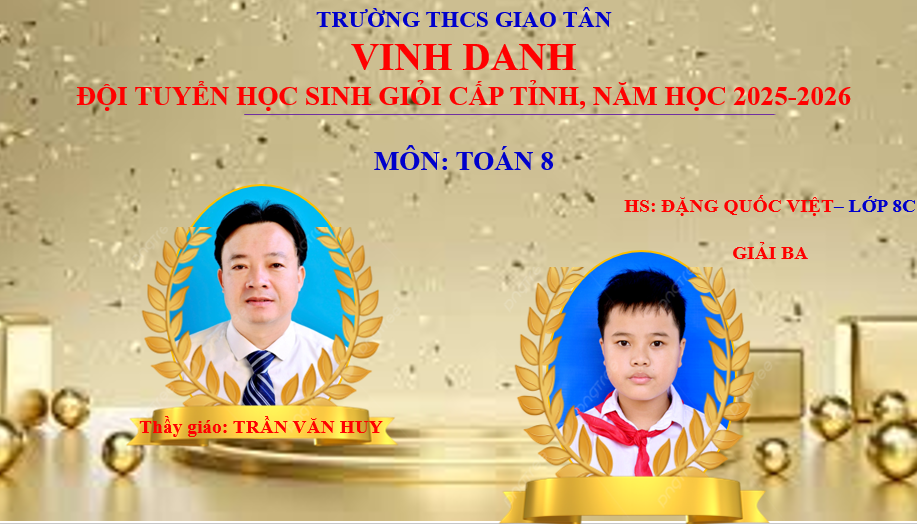 TRƯỜNG THCS GIAO TÂN
VINH DANH
ĐỘI TUYỂN HỌC SINH GIỎI CẤP TỈNH, NĂM HỌC 2025-2026
MÔN: TOÁN 8
HS: ĐẶNG QUỐC VIỆT– LỚP 8C
GIẢI BA
Thầy giáo: TRẦN VĂN HUY